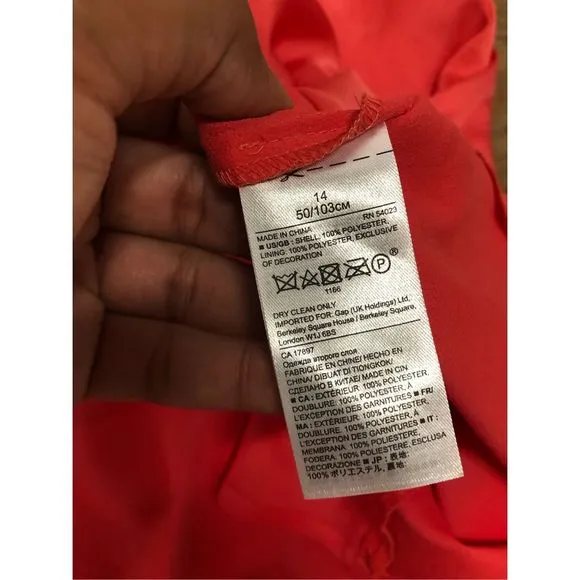 14
50/103CM
MADE IN CHINA RN 54023
■ US/GB : SHELL, 100% POLYESTER,
LINING: 100% POLYESTER, EXCLUSIVE
OF DECORATION
P
1166
DRY CLEAN ONLY
IMPORTED FOR: Gap (UK Holdings) Ltd,
Berkeley Square House / Berkeley Square,
London W1J 6BS
CA 17897
Одежда второго слоя
FABRIQUE EN CHINE/ HECHO EN
CHINA/ DIBUAT DI TIONGKOK/
СДЕЛАНО В КИТАЕ/ MADE IN CIN
■ CA : EXTÉRIEUR, 100% POLYESTER,
DOUBLURE, 100% POLYESTER, À
L'EXCEPTION DES GARNITURES ■ FR/
MA : EXTÉRIEUR, 100% POLYESTER,
DOUBLURE, 100% POLYESTER, À
L'EXCEPTION DES GARNITURES ■ IT :
MEMBRANA, 100% POLIESTERE,
FODERA, 100% POLIESTERE, ESCLUSA
DECORAZIONE ■ JP : 表地:
100% ポリエステル, 裏地: